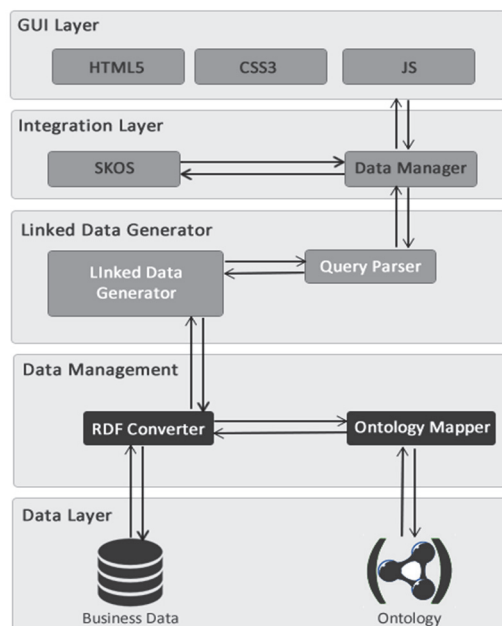 GUI Layer
HTML5
CSS3
JS
Integration Layer
SKOS
Data Manager
Linked Data Generator
LInked Data
Generator
Query Parser
Data Management
RDF Converter
Ontology Mapper
Data Layer
Business Data
Ontology